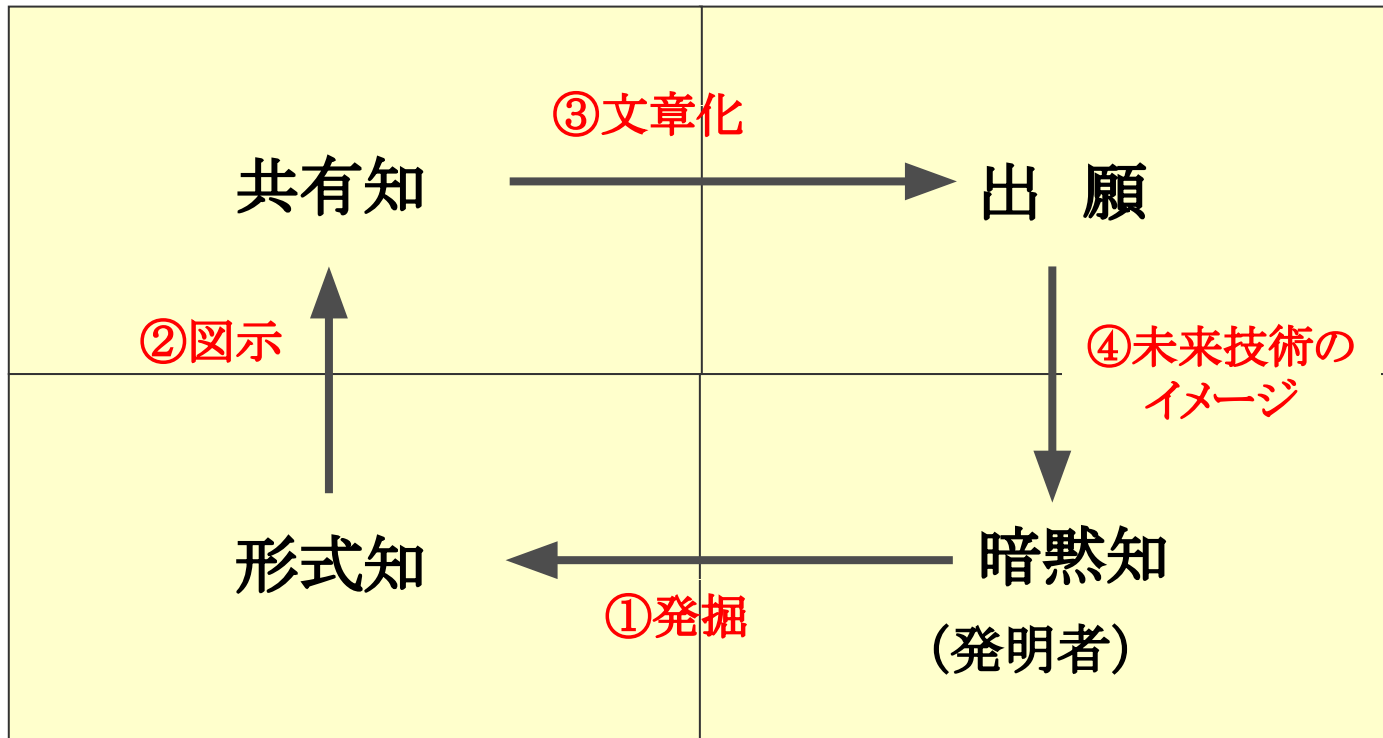 ③文章化
共有知
出 願
②図示
④未来技術の
イメージ
形式知
暗黙知
①発掘
(発明者)